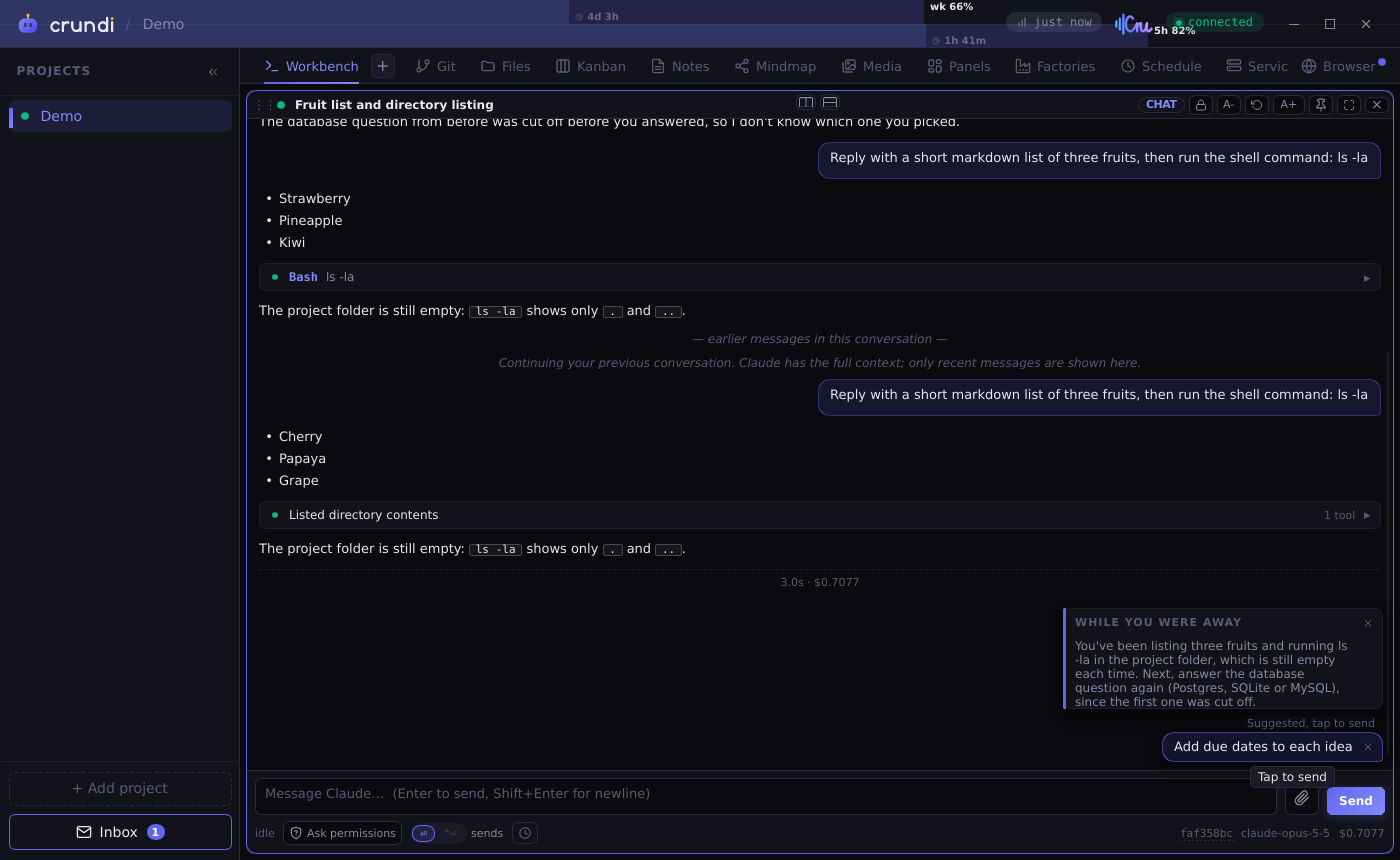 crundi / Demo
4d 3h
wk 66%
1h 41m
just now
Cru
5h 82%
connected
PROJECTS «
Demo
+ Add project
Inbox 1
Workbench + Git Files Kanban Notes Mindmap Media Panels Factories Schedule Servic Browser
Fruit list and directory listing
CHAT A- A+
The database question from before was cut off before you answered, so I don't know which one you picked.
Reply with a short markdown list of three fruits, then run the shell command: ls -la
• Strawberry
• Pineapple
• Kiwi
Bash ls -la
The project folder is still empty: ls -la shows only . and ...
— earlier messages in this conversation —
Continuing your previous conversation. Claude has the full context; only recent messages are shown here.
Reply with a short markdown list of three fruits, then run the shell command: ls -la
• Cherry
• Papaya
• Grape
Listed directory contents 1 tool
The project folder is still empty: ls -la shows only . and ...
3.0s · $0.7077
WHILE YOU WERE AWAY
You've been listing three fruits and running ls
-la in the project folder, which is still empty
each time. Next, answer the database
question again (Postgres, SQLite or MySQL),
since the first one was cut off.
Suggested, tap to send
Add due dates to each idea
Tap to send
Message Claude... (Enter to send, Shift+Enter for newline)
Send
idle Ask permissions sends
faf358bc claude-opus-5-5 $0.7077